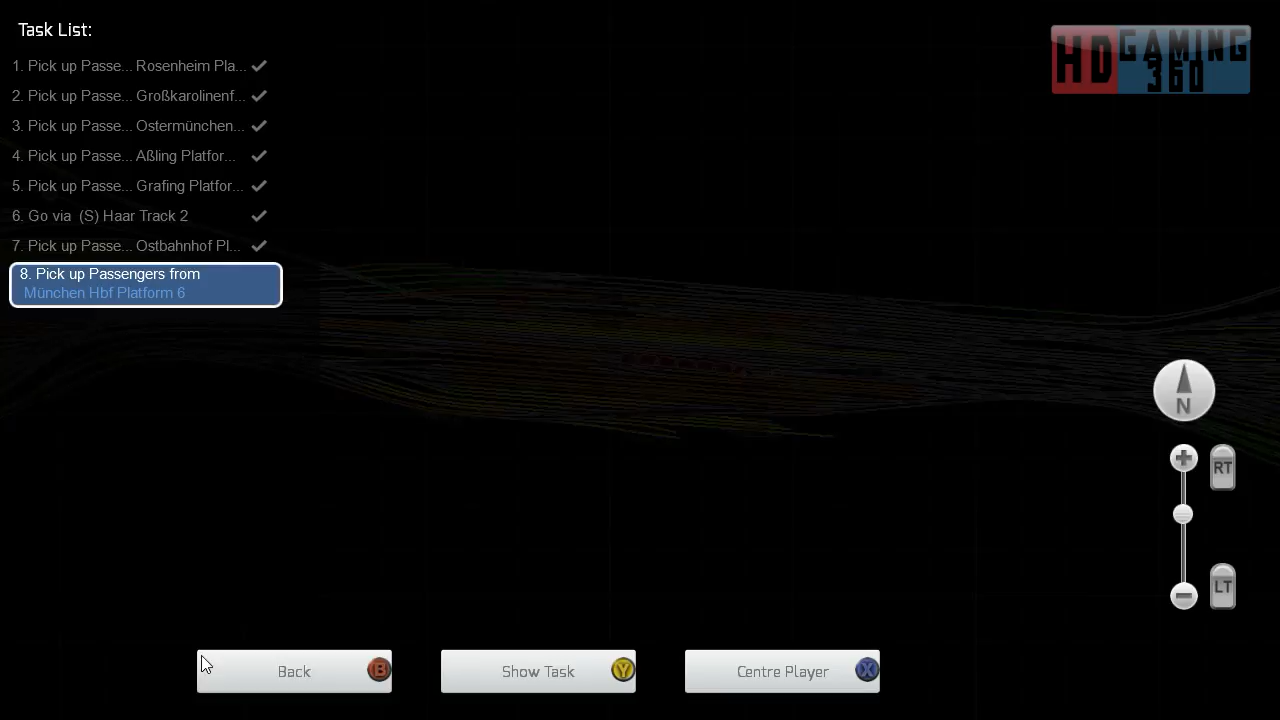 Task List:
HD GAMING 360
1. Pick up Passe... Rosenheim Pla...
2. Pick up Passe... Großkarolinenf...
3. Pick up Passe... Ostermünchen...
4. Pick up Passe... Aßling Platfor...
5. Pick up Passe... Grafing Platfor...
6. Go via (S) Haar Track 2
7. Pick up Passe... Ostbahnhof Pl...
8. Pick up Passengers from
München Hbf Platform 6
N
RT
LT
Back B
Show Task Y
Centre Player X